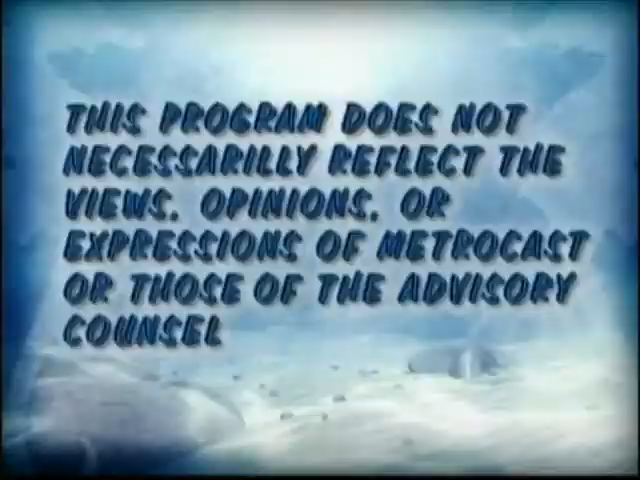 THIS PROGRAM DOES NOT
NECESSARILLY REFLECT THE
VIEWS, OPINIONS, OR
EXPRESSIONS OF METROCAST
OR THOSE OF THE ADVISORY
COUNSEL